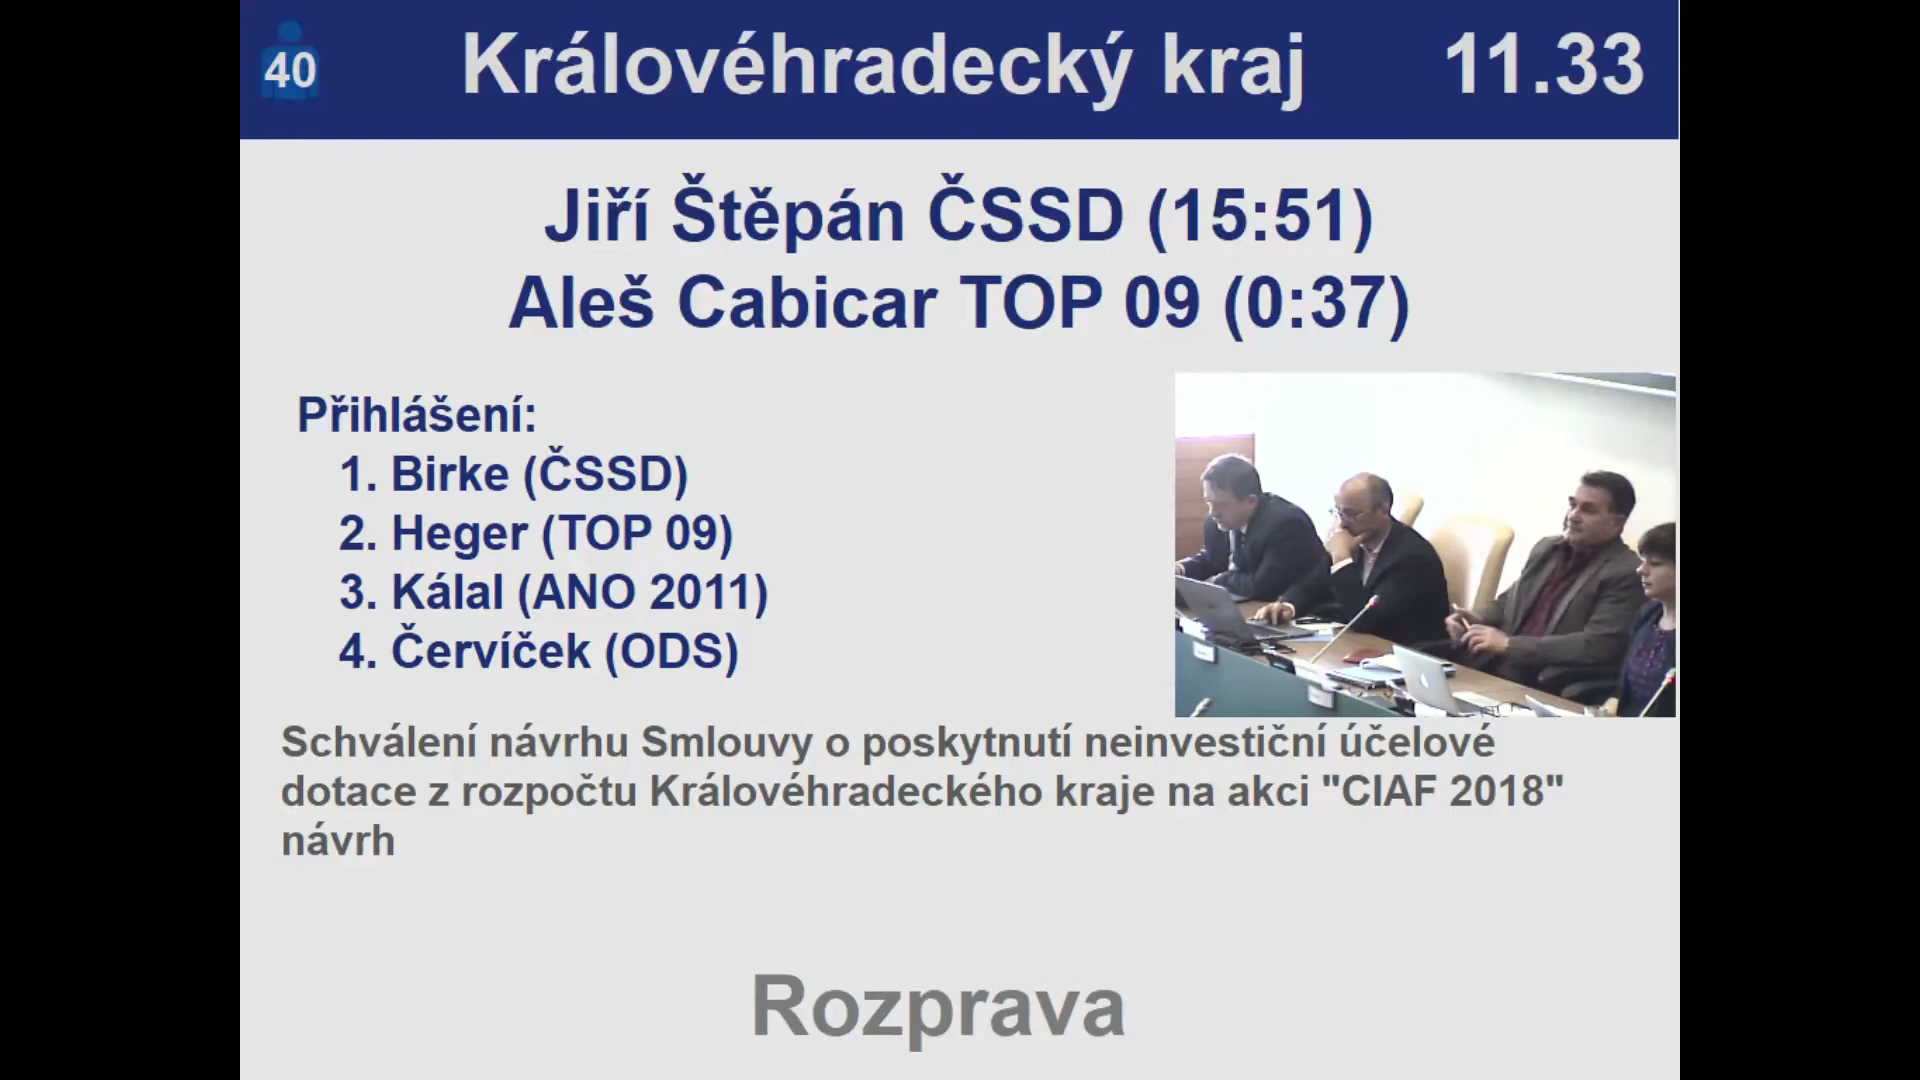 40 Královéhradecký kraj 11.33
Jiří Štěpán ČSSD (15:51)
Aleš Cabicar TOP 09 (0:37)
Přihlášení:
1. Birke (ČSSD)
2. Heger (TOP 09)
3. Kálal (ANO 2011)
4. Červíček (ODS)
Schválení návrhu Smlouvy o poskytnutí neinvestiční účelové
dotace z rozpočtu Královéhradeckého kraje na akci "CIAF 2018"
návrh
Rozprava